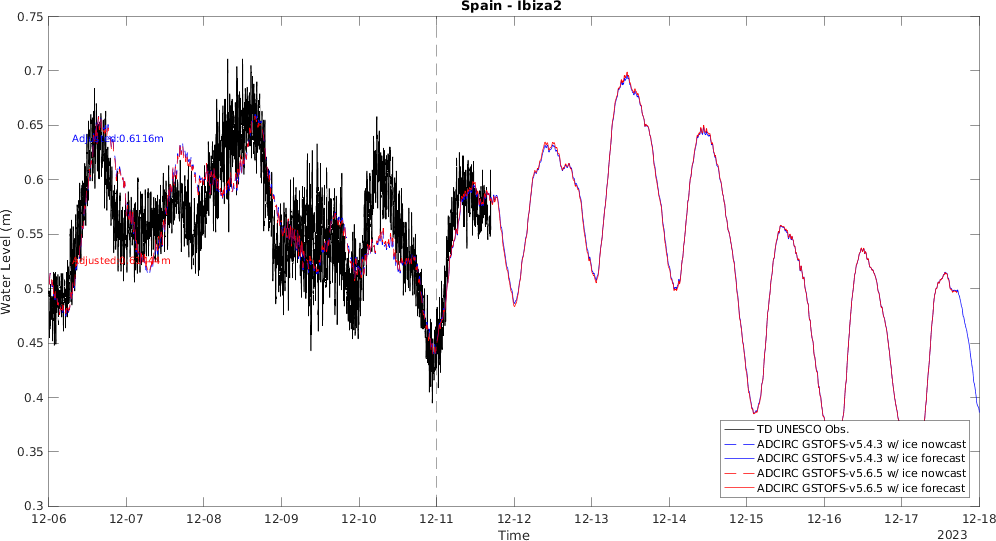 Spain - Ibiza2
0.75
0.7
0.65
0.6
0.55
0.5
0.45
0.4
0.35
0.3
Water Level (m)
Adjusted:0.6116m
12-06
12-07
12-08
12-09
12-10
12-11
12-12
12-13
12-14
12-15
12-16
12-17
12-18
Time
2023
TD UNESCO Obs.
ADCIRC GSTOFS-v5.4.3 w/ ice nowcast
ADCIRC GSTOFS-v5.4.3 w/ ice forecast
ADCIRC GSTOFS-v5.6.5 w/ ice nowcast
ADCIRC GSTOFS-v5.6.5 w/ ice forecast